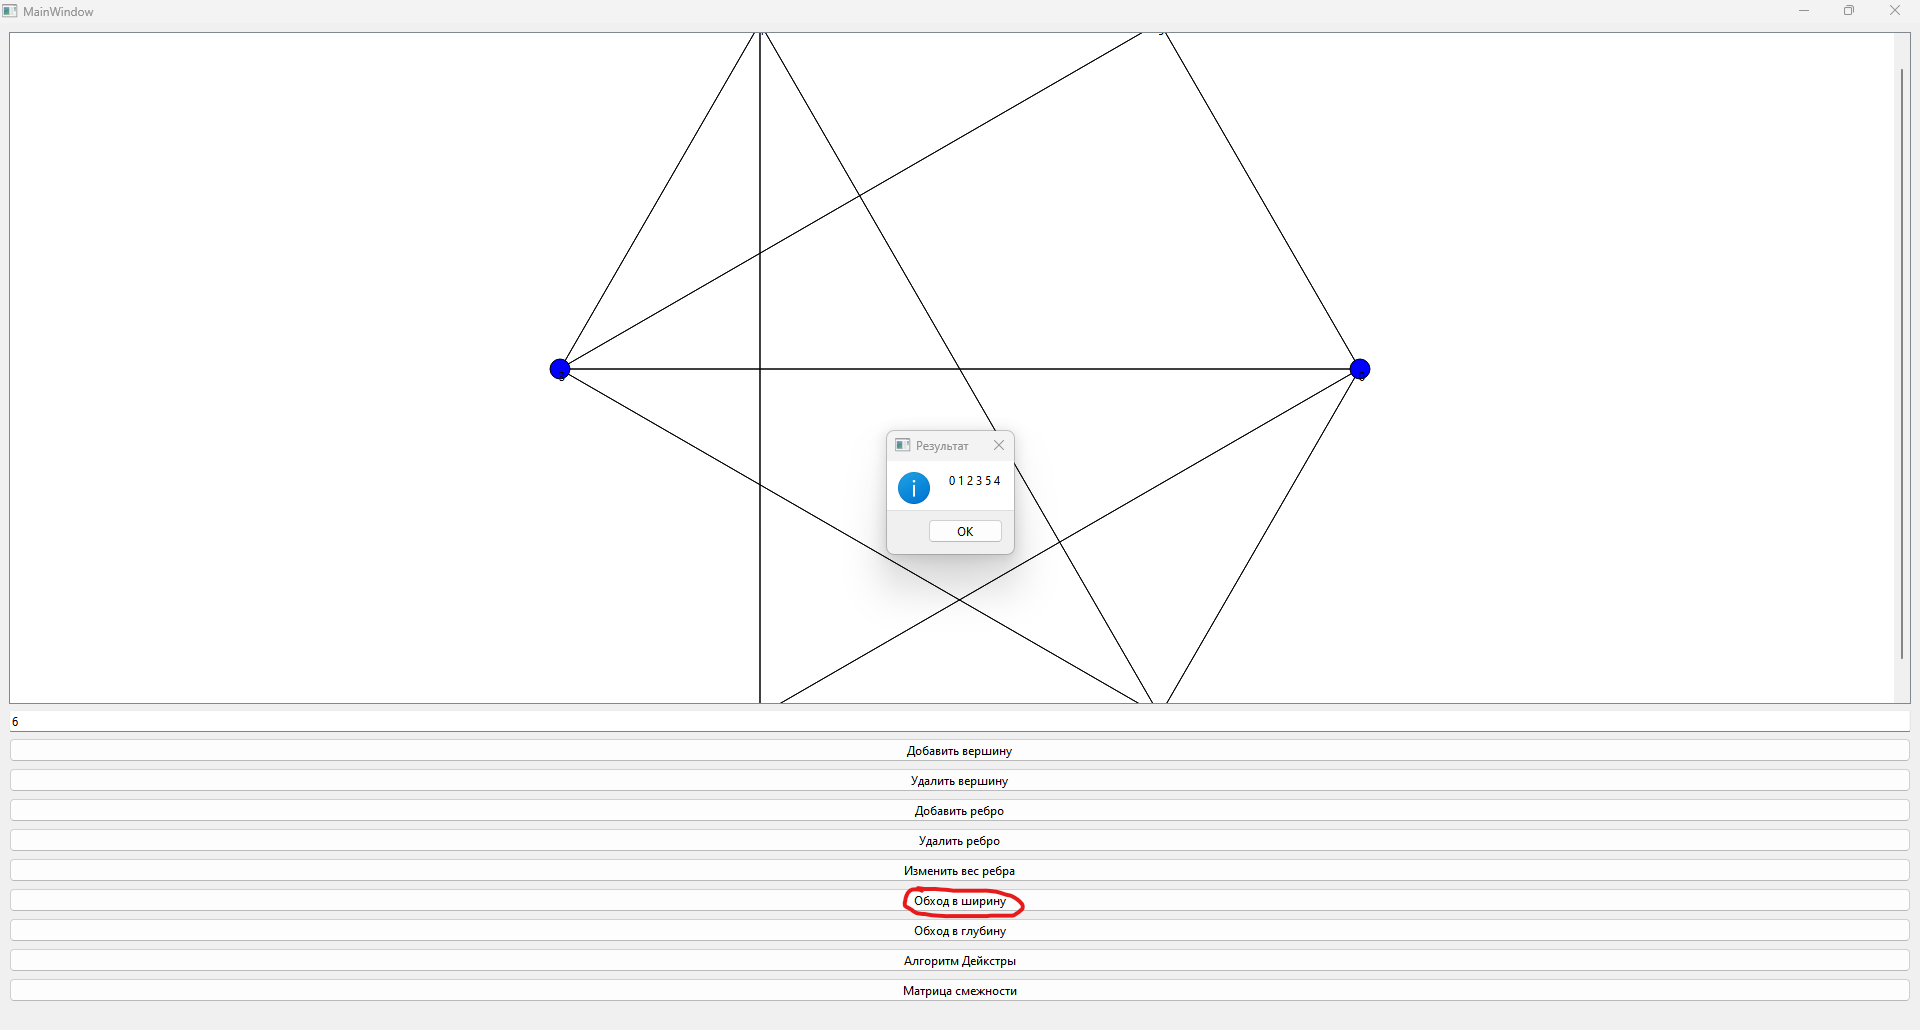 MainWindow
Результат
0 1 2 3 5 4
OK
6
Добавить вершину
Удалить вершину
Добавить ребро
Удалить ребро
Изменить вес ребра
Обход в ширину
Обход в глубину
Алгоритм Дейкстры
Матрица смежности